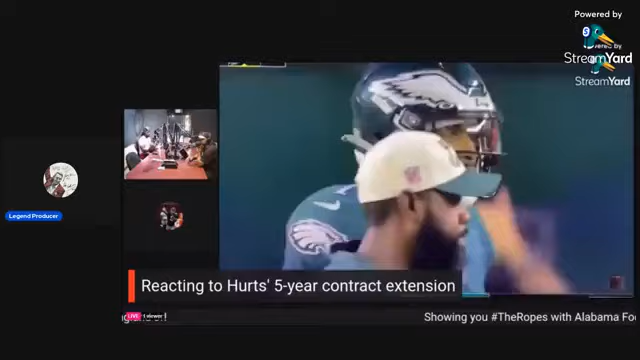 Powered by
StreamYard
StreamYard
Legend Producer
Reacting to Hurts' 5-year contract extension
LIVE
Showing you #TheRopes with Alabama Foo